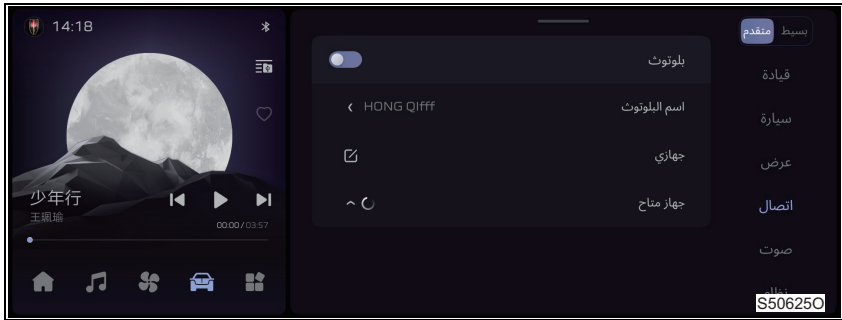 14:18
少年行
王珮瑜
00:00 / 03:57
بسيط متقدم
بلوتوث
اسم البلوتوث HONG QIfff
جهازي
جهاز متاح
قيادة
سيارة
عرض
اتصال
صوت
S50625O